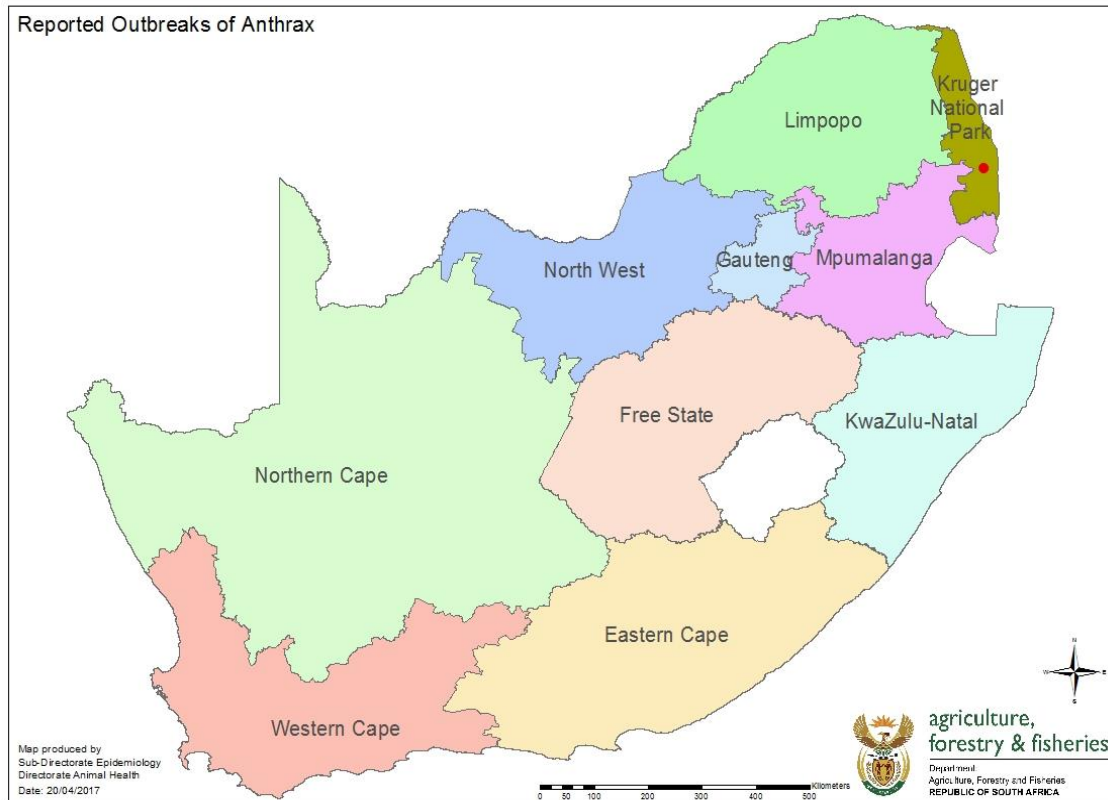 Reported Outbreaks of Anthrax
Kruger
National
Park
Limpopo
North West
Gauteng
Mpumalanga
Free State
KwaZulu-Natal
Northern Cape
Eastern Cape
Western Cape
N
W
E
S
Map produced by
Sub-Directorate Epidemiology
Directorate Animal Health
Date: 20/04/2017
Kilometers
0 50 100 200 300 400 500
agriculture,
forestry & fisheries
Department:
Agriculture, Forestry and Fisheries
REPUBLIC OF SOUTH AFRICA